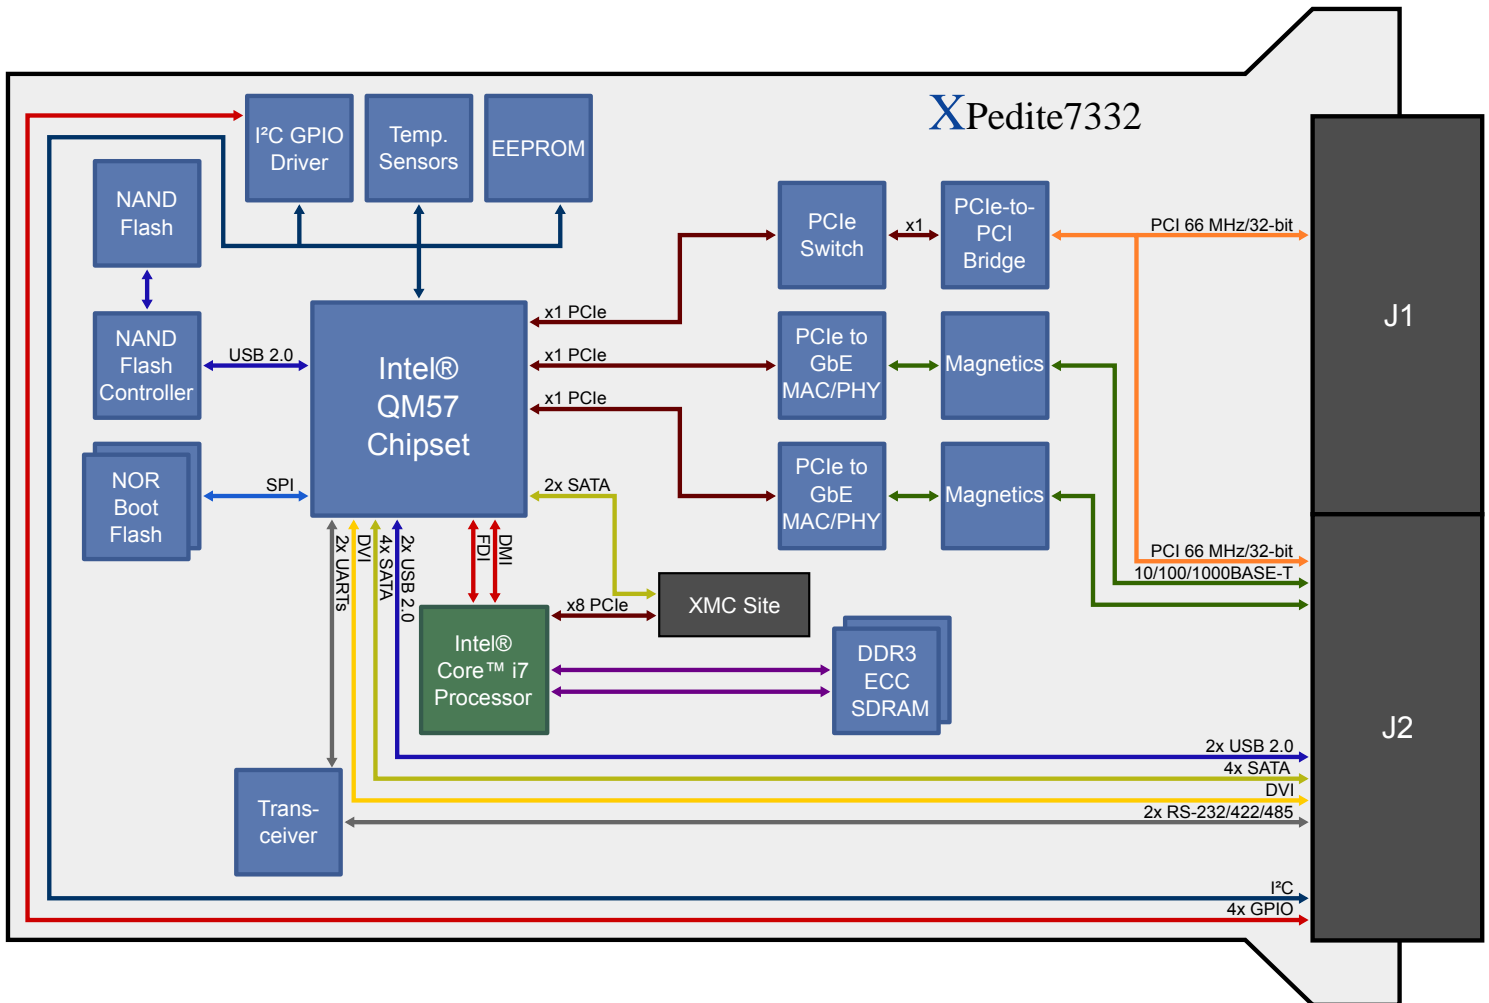 XPedite7332
I²C GPIO
Driver
Temp.
Sensors
EEPROM
NAND
Flash
PCIe
Switch
x1
PCIe-to-
PCI
Bridge
PCI 66 MHz/32-bit
J1
NAND
Flash
Controller
USB 2.0
Intel®
QM57
Chipset
x1 PCIe
x1 PCIe
x1 PCIe
PCIe to
GbE
MAC/PHY
Magnetics
NOR
Boot
Flash
SPI
2x SATA
PCIe to
GbE
MAC/PHY
Magnetics
2x UARTs
DVI
4x SATA
2x USB 2.0
FDI
DMI
PCI 66 MHz/32-bit
10/100/1000BASE-T
x8 PCIe
XMC Site
Intel®
Core™ i7
Processor
DDR3
ECC
SDRAM
J2
2x USB 2.0
4x SATA
DVI
2x RS-232/422/485
Trans-
ceiver
I²C
4x GPIO